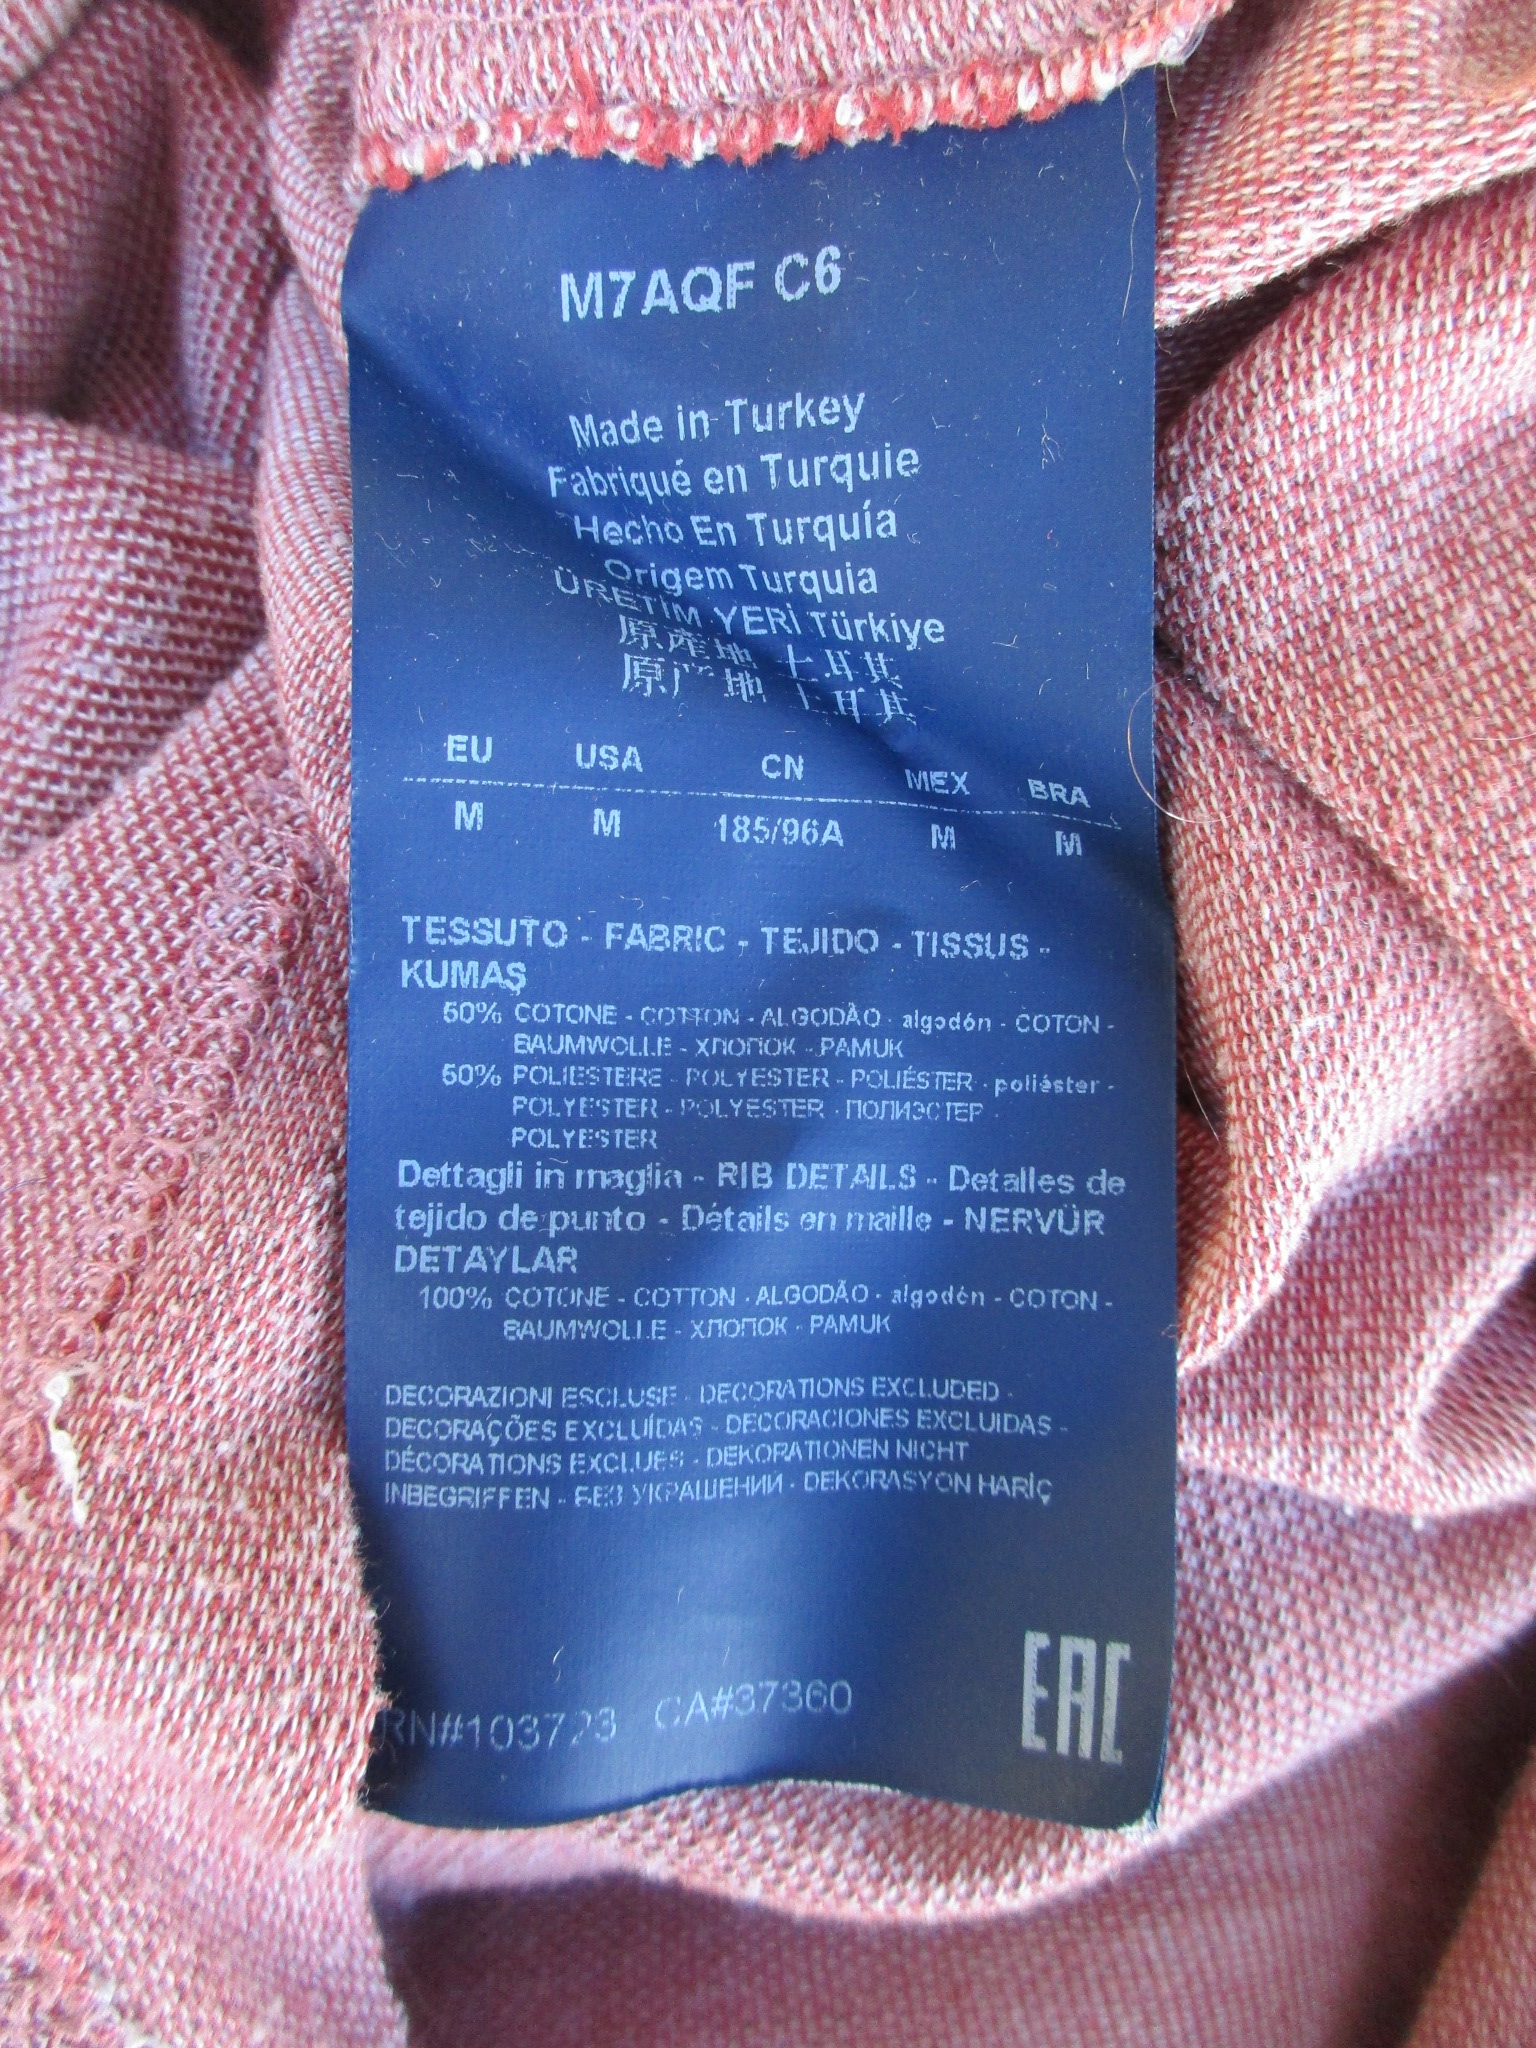 M7AQF C6
Made in Turkey
Fabriqué en Turquie
Hecho En Turquía
Origem Turquia
ÜRETİM YERİ Türkiye
原産地 土耳其
原产地 土耳其
EU USA CN MEX BRA
M M 185/96A M M
TESSUTO - FABRIC - TEJIDO - TISSUS -
KUMAŞ
50% COTONE - COTTON - ALGODÃO - algodón - COTON -
BAUMWOLLE - ХЛОПОК - PAMUK
50% POLIESTERE - POLYESTER - POLIÉSTER - poliéster -
POLYESTER - POLYESTER - ПОЛИЭСТЕР -
POLYESTER
Dettagli in maglia - RIB DETAILS - Detalles de
tejido de punto - Détails en maille - NERVÜR
DETAYLAR
100% COTONE - COTTON - ALGODÃO - algodón - COTON -
BAUMWOLLE - ХЛОПОК - PAMUK
DECORAZIONI ESCLUSE - DECORATIONS EXCLUDED -
DECORAÇÕES EXCLUÍDAS - DECORACIONES EXCLUIDAS -
DÉCORATIONS EXCLUES - DEKORATIONEN NICHT
INBEGRIFFEN - БЕЗ УКРАШЕНИИ - DEKORASYON HARİÇ
RN#103723 CA#37360
EAC